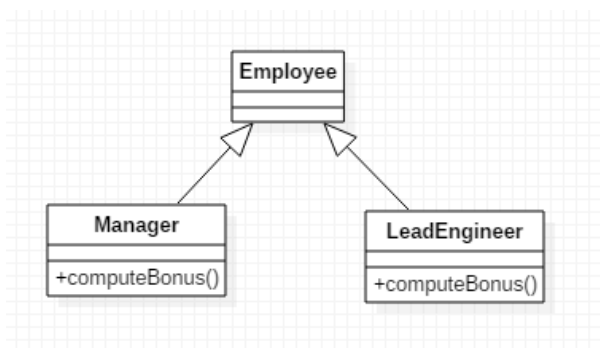 Employee
Manager
+computeBonus()
LeadEngineer
+computeBonus()